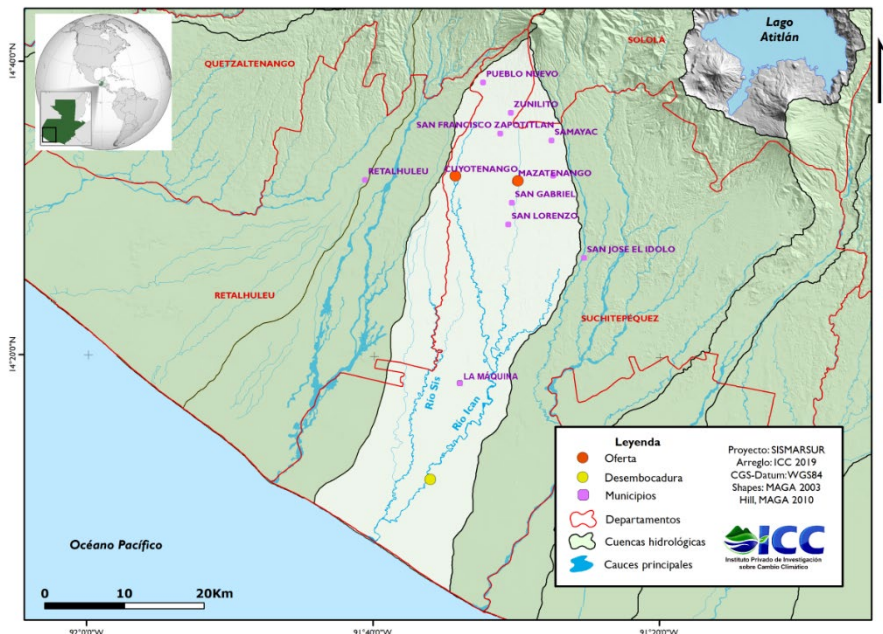 Lago
Atitlán
SOLOLA
QUETZALTENANGO
14°40'0"N
PUEBLO NUEVO
ZUNILITO
SAN FRANCISCO ZAPOTITLAN
SAMAYAC
RETALHULEU
CUYOTENANGO
MAZATENANGO
SAN GABRIEL
SAN LORENZO
SAN JOSE EL IDOLO
RETALHULEU
SUCHITEPEQUEZ
14°20'0"N
LA MÁQUINA
Río Sis
Río Ican
Océano Pacífico
0 10 20Km
Leyenda
Oferta
Desembocadura
Municipios
Departamentos
Cuencas hidrológicas
Cauces principales
Proyecto: SISMARSUR
Arreglo: ICC 2019
CGS-Datum: WGS84
Shapes: MAGA 2003
Hill, MAGA 2010
ICC
Instituto Privado de Investigación
sobre Cambio Climático
92°0'0"W
91°40'0"W
91°20'0"W